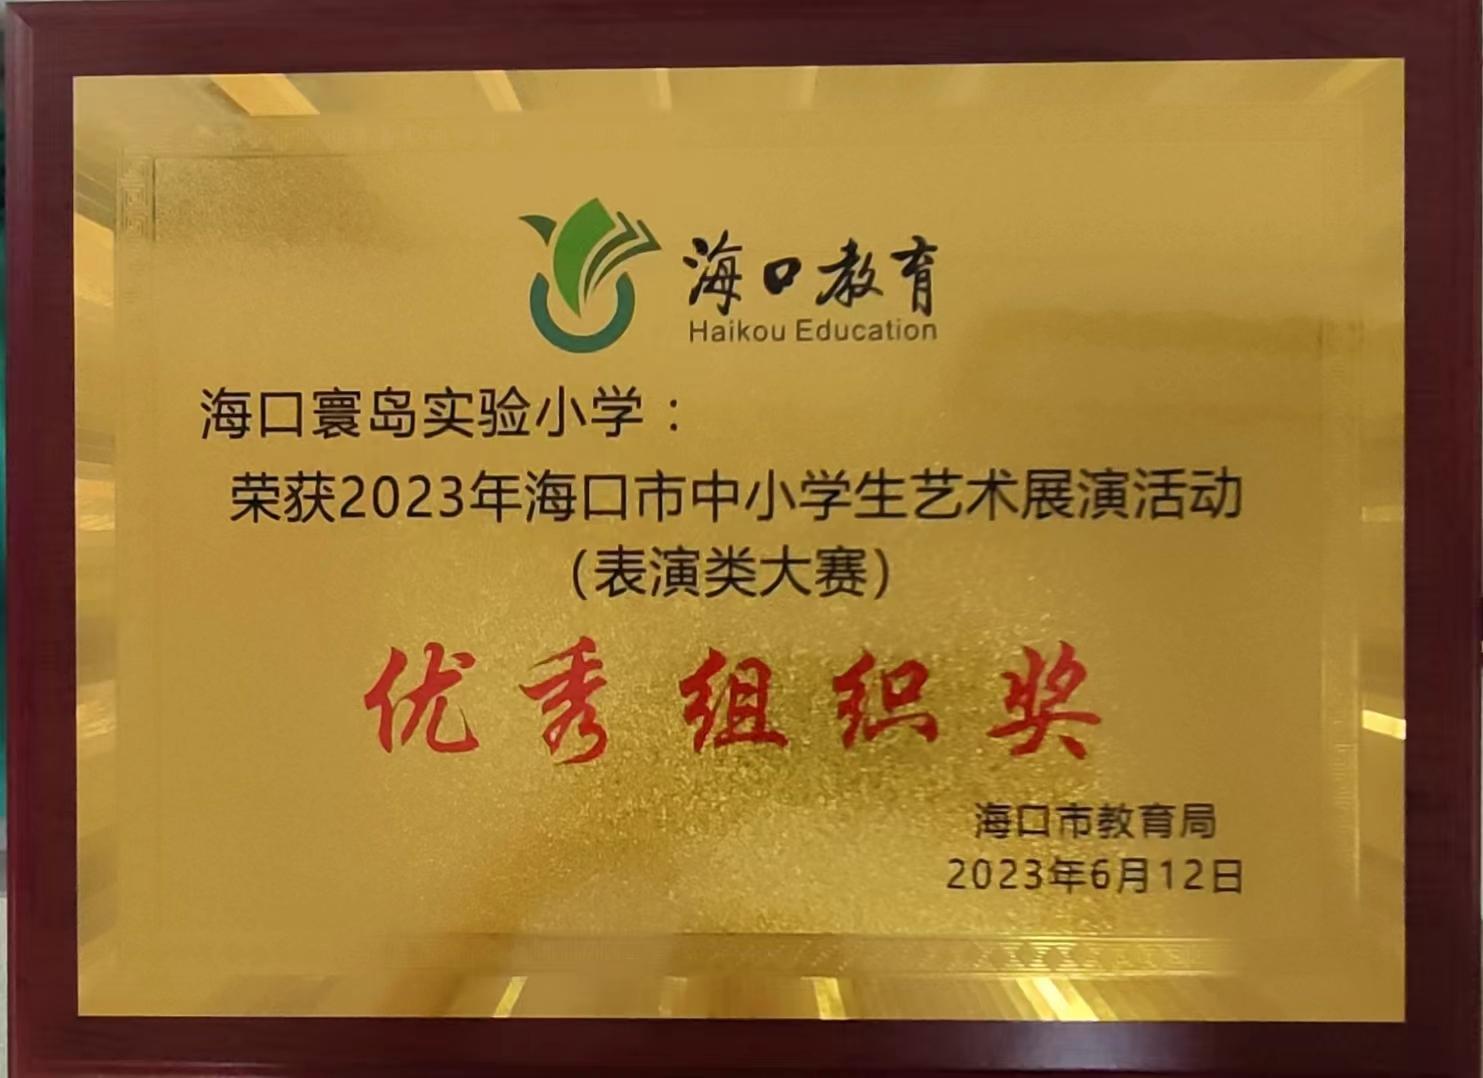 海口教育
Haikou Education
海口寰岛实验小学：
荣获2023年海口市中小学生艺术展演活动
（表演类大赛）
优秀组织奖
海口市教育局
2023年6月12日